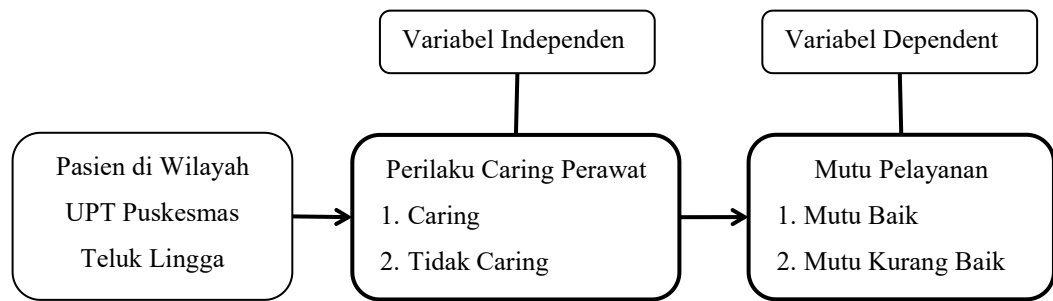 Variabel Independen
Variabel Dependent
Pasien di Wilayah
UPT Puskesmas
Teluk Lingga
Perilaku Caring Perawat
1. Caring
2. Tidak Caring
Mutu Pelayanan
1. Mutu Baik
2. Mutu Kurang Baik